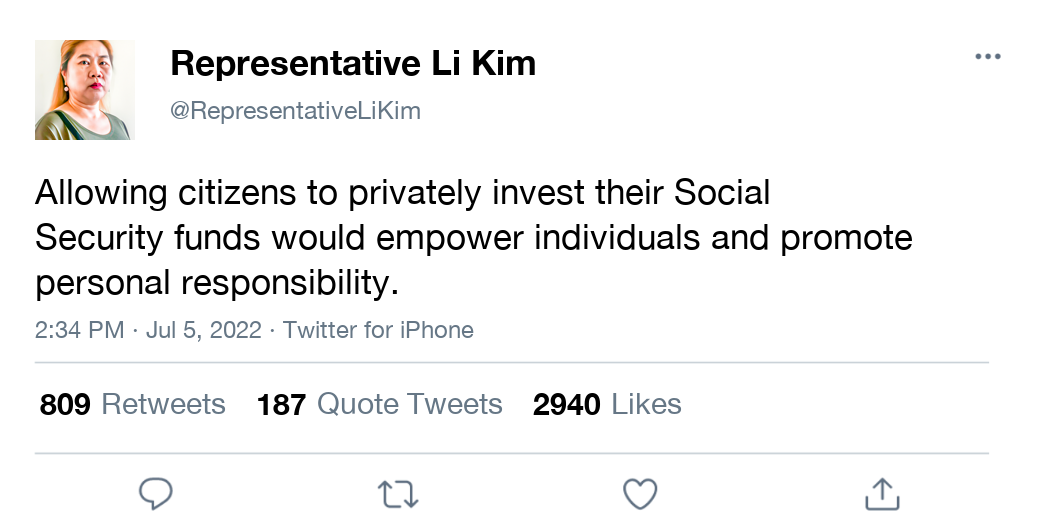 Representative Li Kim
@RepresentativeLiKim
Allowing citizens to privately invest their Social
Security funds would empower individuals and promote
personal responsibility.
2:34 PM · Jul 5, 2022 · Twitter for iPhone
809 Retweets 187 Quote Tweets 2940 Likes